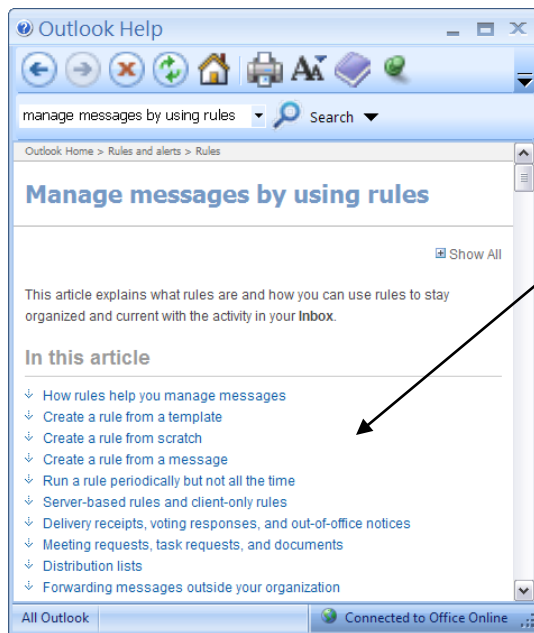 Outlook Help
manage messages by using rules Search
Outlook Home > Rules and alerts > Rules
Manage messages by using rules
Show All
This article explains what rules are and how you can use rules to stay
organized and current with the activity in your Inbox.
In this article
How rules help you manage messages
Create a rule from a template
Create a rule from scratch
Create a rule from a message
Run a rule periodically but not all the time
Server-based rules and client-only rules
Delivery receipts, voting responses, and out-of-office notices
Meeting requests, task requests, and documents
Distribution lists
Forwarding messages outside your organization
All Outlook Connected to Office Online